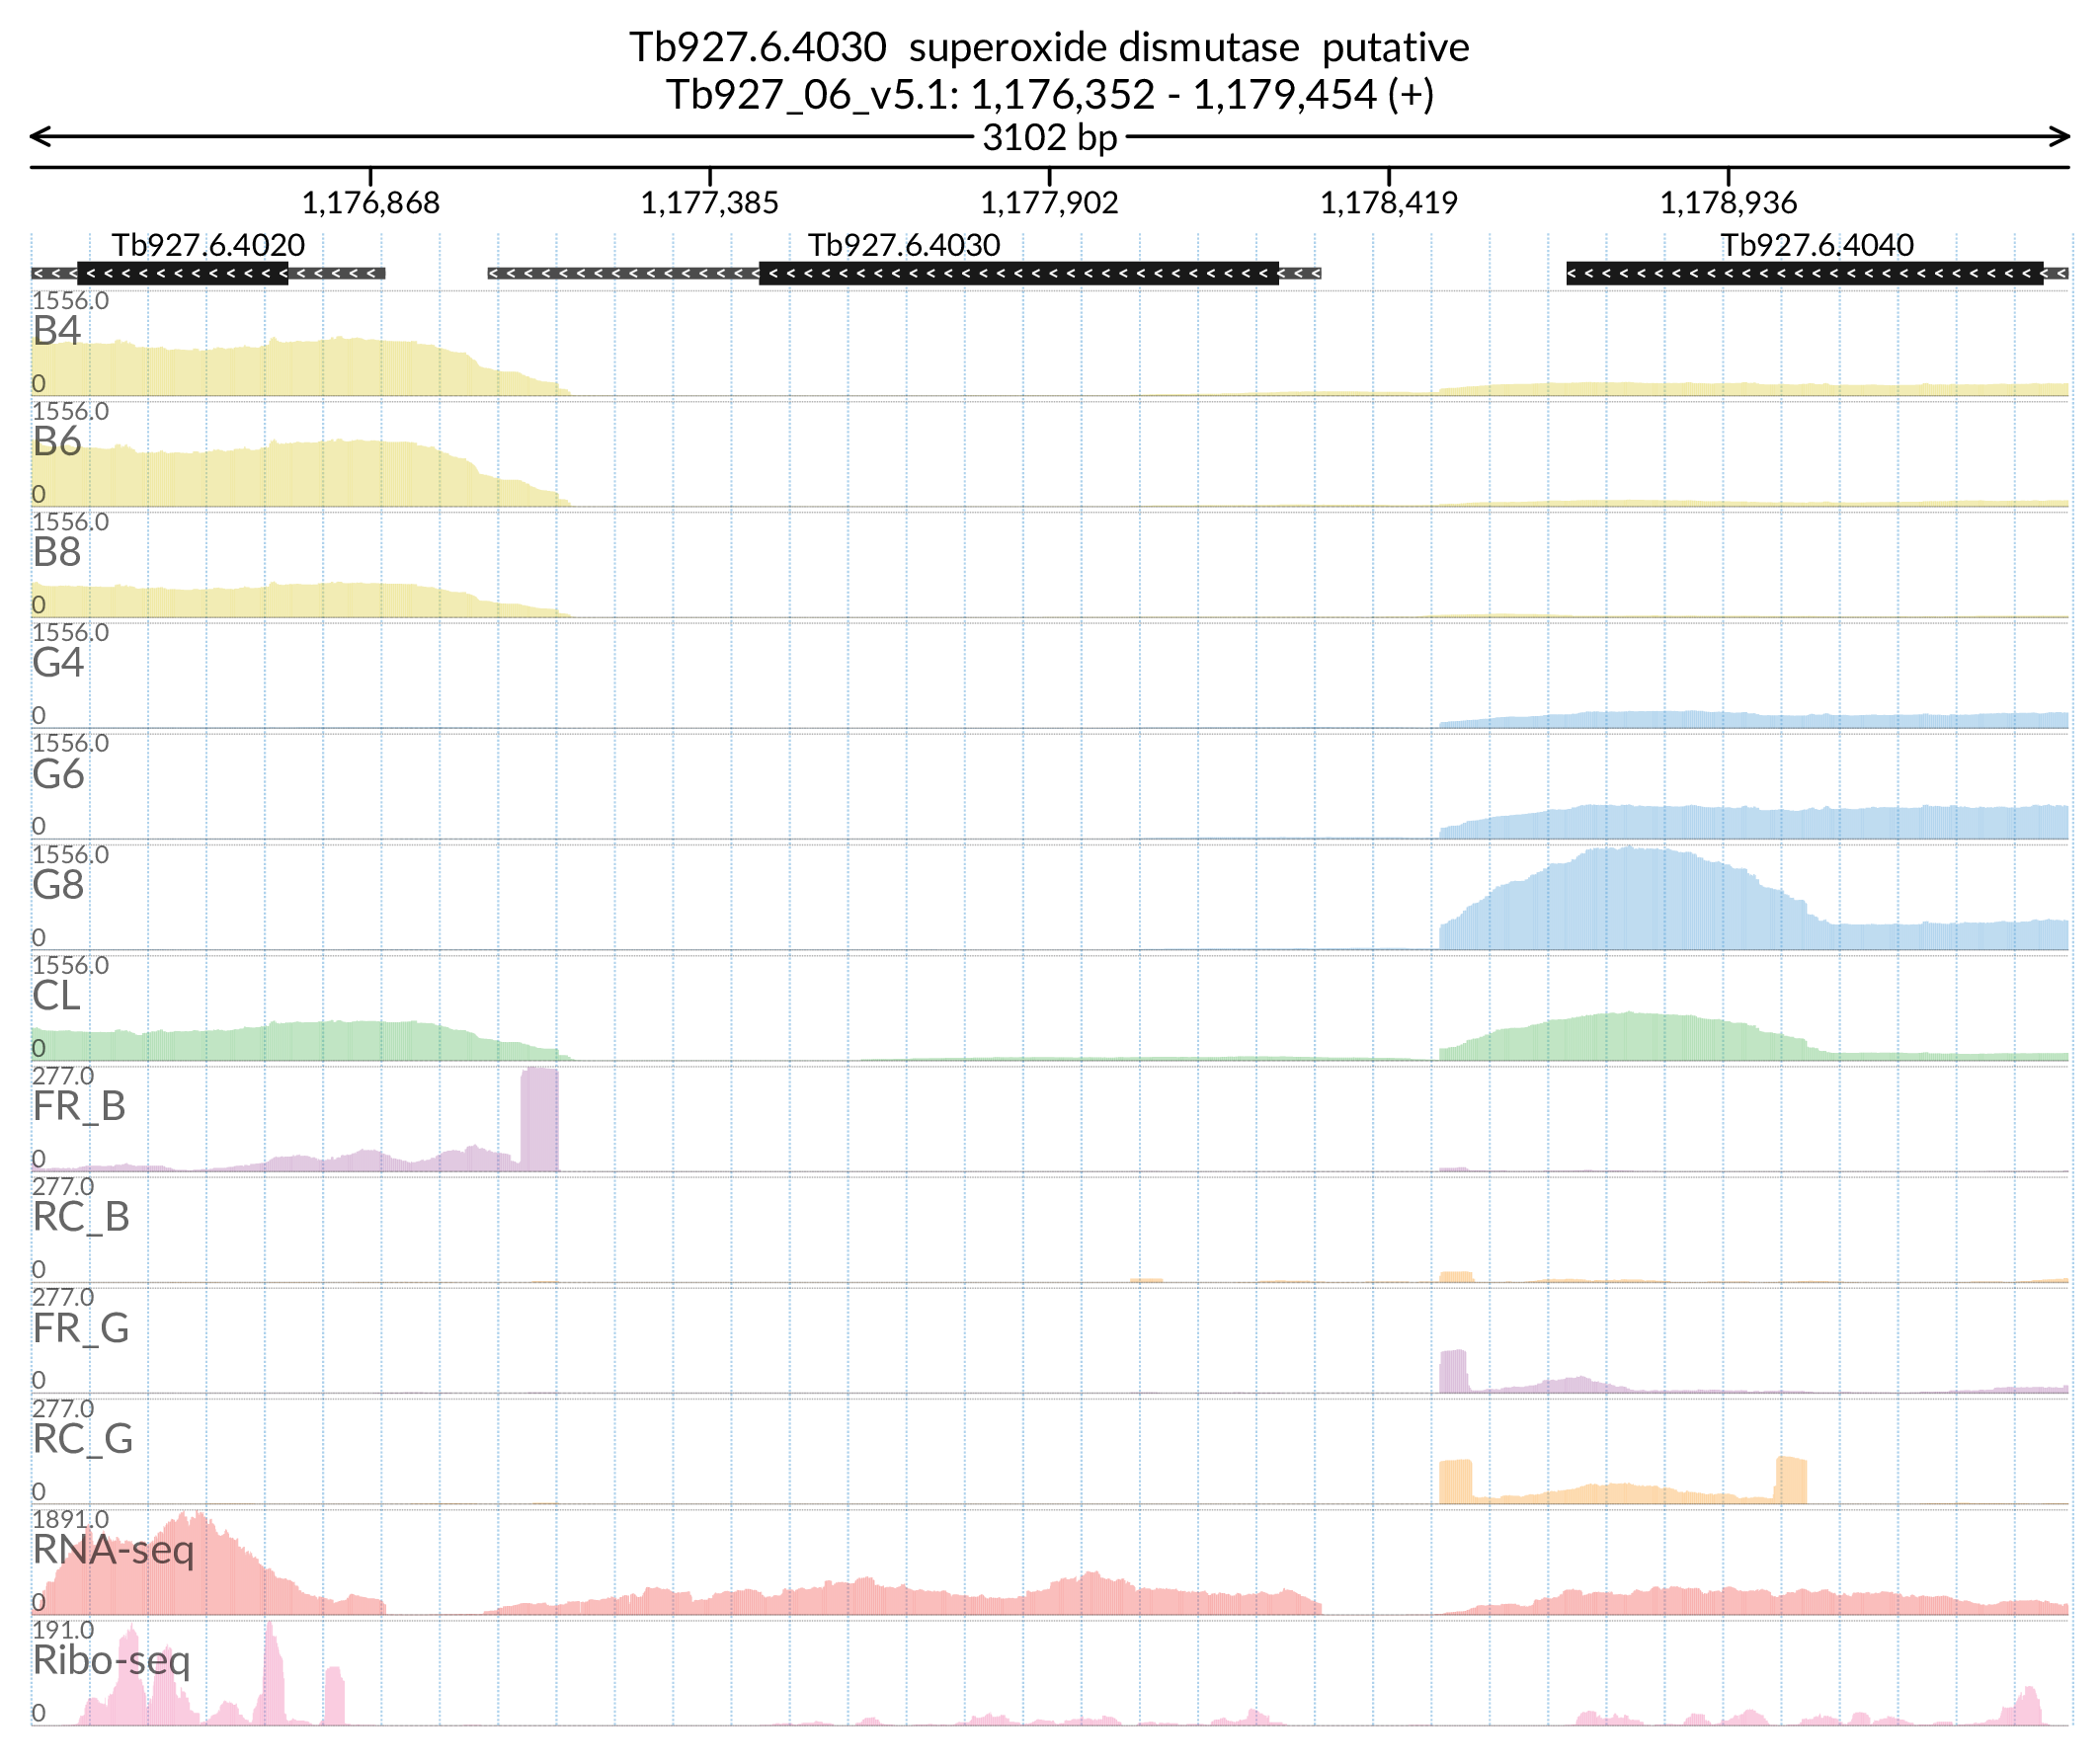 Tb927.6.4030 superoxide dismutase putative
Tb927_06_v5.1: 1,176,352 - 1,179,454 (+)
3102 bp
1,176,868 1,177,385 1,177,902 1,178,419 1,178,936
Tb927.6.4020 Tb927.6.4030 Tb927.6.4040
1556.0
B4
0
1556.0
B6
0
1556.0
B8
0
1556.0
G4
0
1556.0
G6
0
1556.0
G8
0
1556.0
CL
0
277.0
FR_B
0
277.0
RC_B
0
277.0
FR_G
0
277.0
RC_G
0
1891.0
RNA-seq
0
191.0
Ribo-seq
0